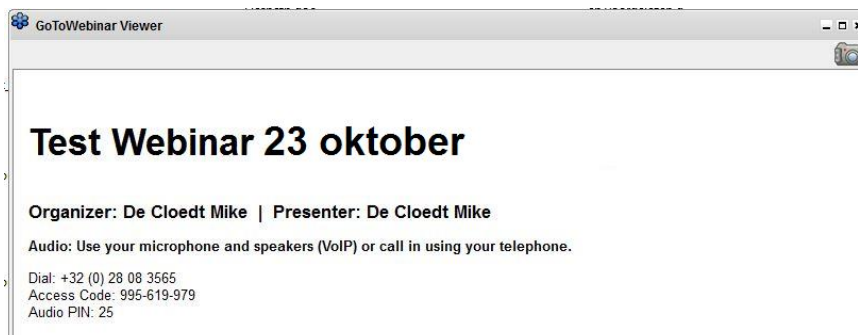 GoToWebinar Viewer
Test Webinar 23 oktober
Organizer: De Cloedt Mike | Presenter: De Cloedt Mike
Audio: Use your microphone and speakers (VoIP) or call in using your telephone.
Dial: +32 (0) 28 08 3565
Access Code: 995-619-979
Audio PIN: 25